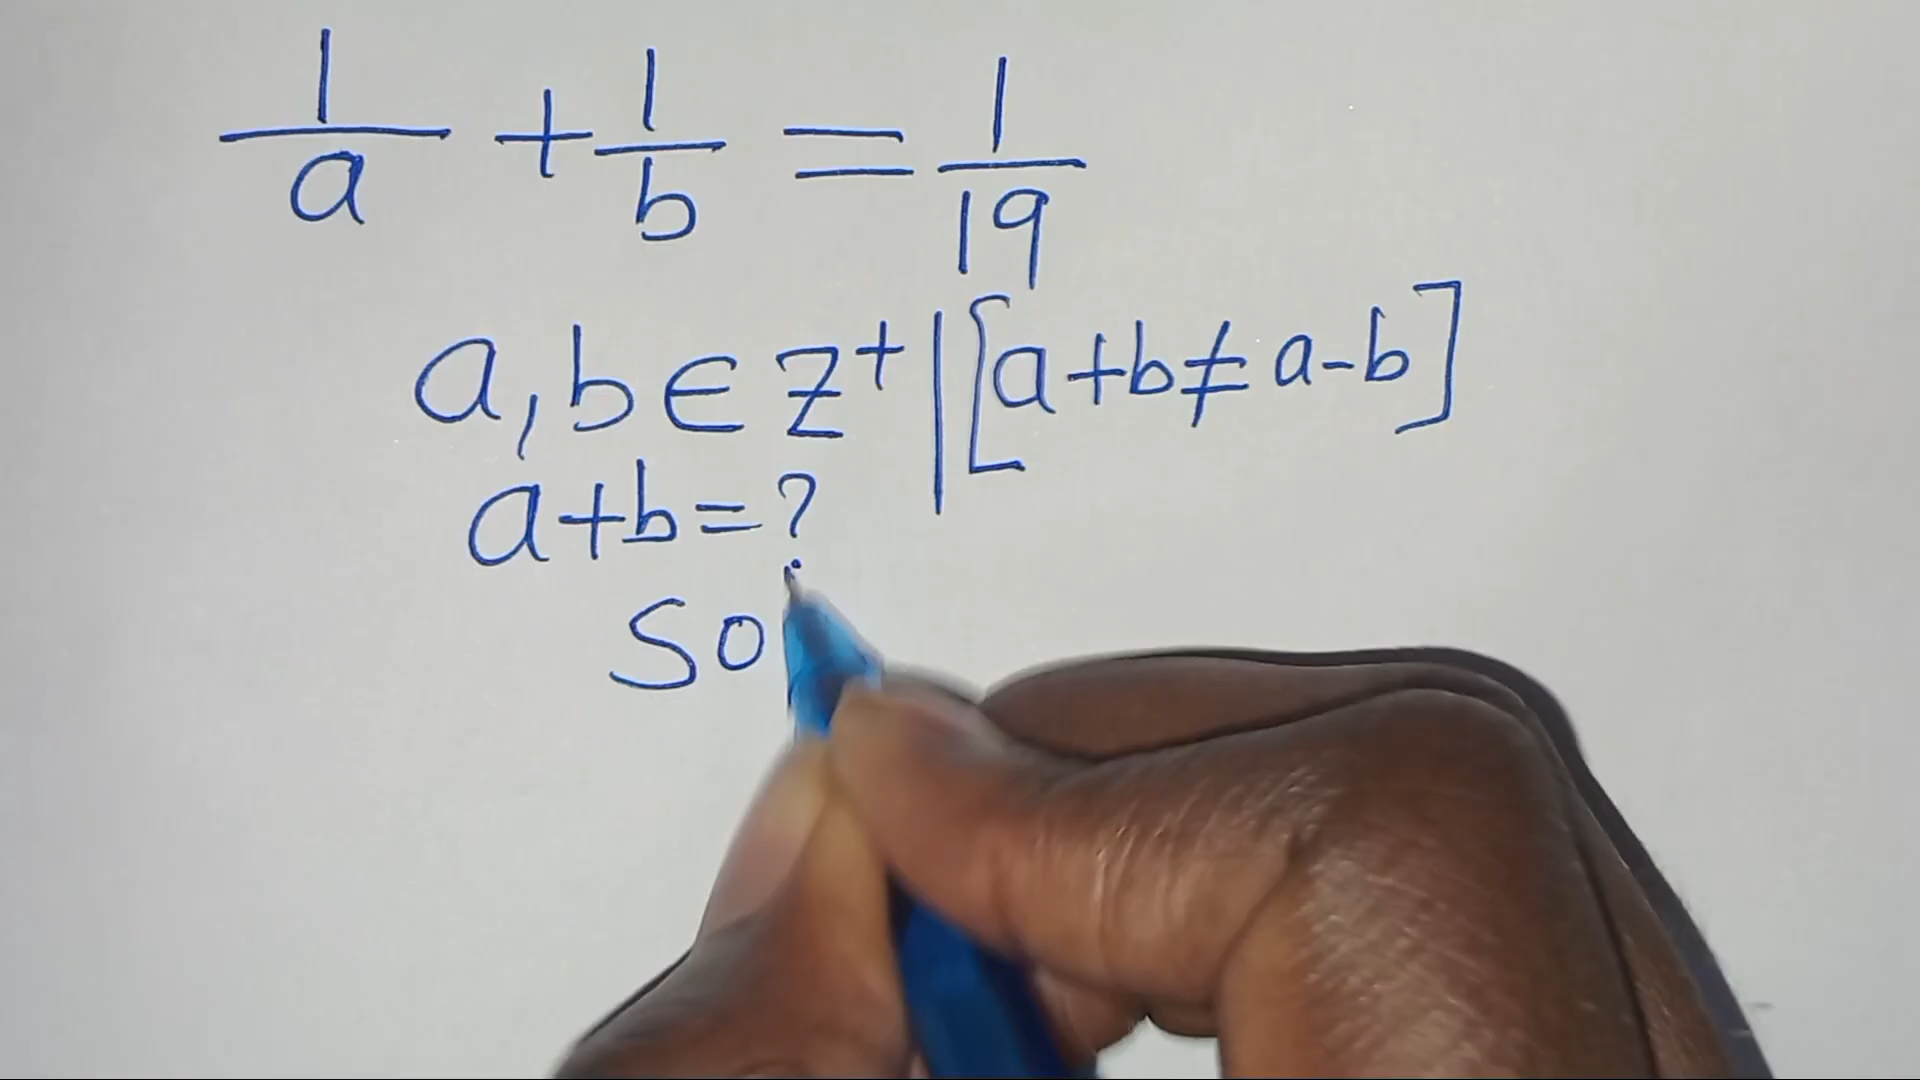 1/a + 1/b = 1/19
a, b ∈ z⁺ | [a+b ≠ a-b]
a+b = ?
So